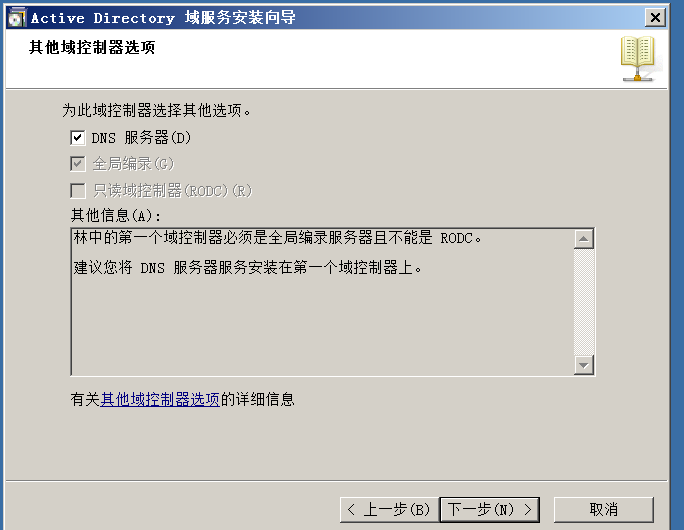 Active Directory 域服务安装向导
其他域控制器选项
为此域控制器选择其他选项。
DNS 服务器(D)
全局编录(G)
只读域控制器(RODC)(R)
其他信息(A):
林中的第一个域控制器必须是全局编录服务器且不能是 RODC。
建议您将 DNS 服务器服务安装在第一个域控制器上。
有关其他域控制器选项的详细信息
< 上一步(B) 下一步(N) > 取消